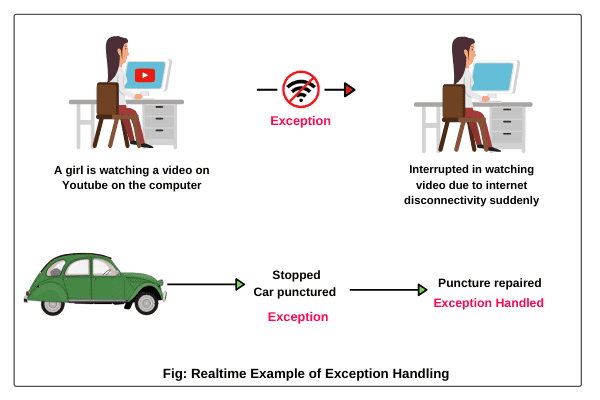 Exception
A girl is watching a video on
Youtube on the computer
Interrupted in watching
video due to internet
disconnectivity suddenly
Stopped
Car punctured
Exception
Puncture repaired
Exception Handled
Fig: Realtime Example of Exception Handling